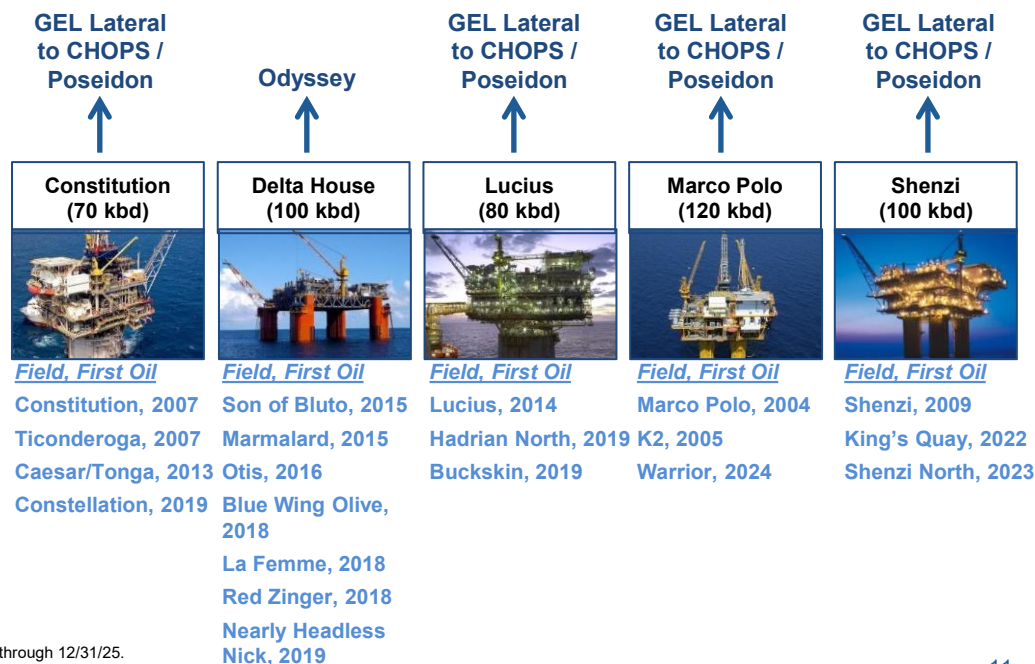 GEL Lateral
to CHOPS /
Poseidon
Odyssey
GEL Lateral
to CHOPS /
Poseidon
GEL Lateral
to CHOPS /
Poseidon
GEL Lateral
to CHOPS /
Poseidon
Constitution
(70 kbd)
Delta House
(100 kbd)
Lucius
(80 kbd)
Marco Polo
(120 kbd)
Shenzi
(100 kbd)
Field, First Oil
Constitution, 2007
Ticonderoga, 2007
Caesar/Tonga, 2013
Constellation, 2019
Field, First Oil
Son of Bluto, 2015
Marmalard, 2015
Otis, 2016
Blue Wing Olive,
2018
La Femme, 2018
Red Zinger, 2018
Nearly Headless
Nick, 2019
Field, First Oil
Lucius, 2014
Hadrian North, 2019
Buckskin, 2019
Field, First Oil
Marco Polo, 2004
K2, 2005
Warrior, 2024
Field, First Oil
Shenzi, 2009
King's Quay, 2022
Shenzi North, 2023
through 12/31/25.